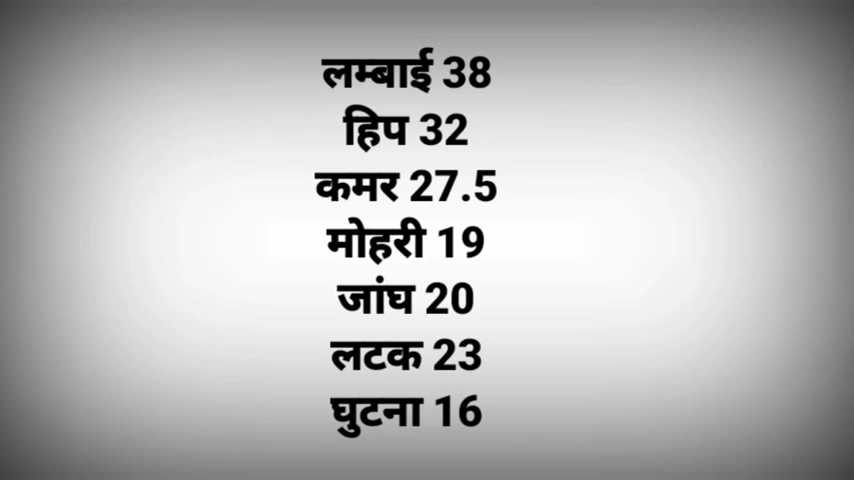 लम्बाई 38
हिप 32
कमर 27.5
मोहरी 19
जांघ 20
लटक 23
घुटना 16